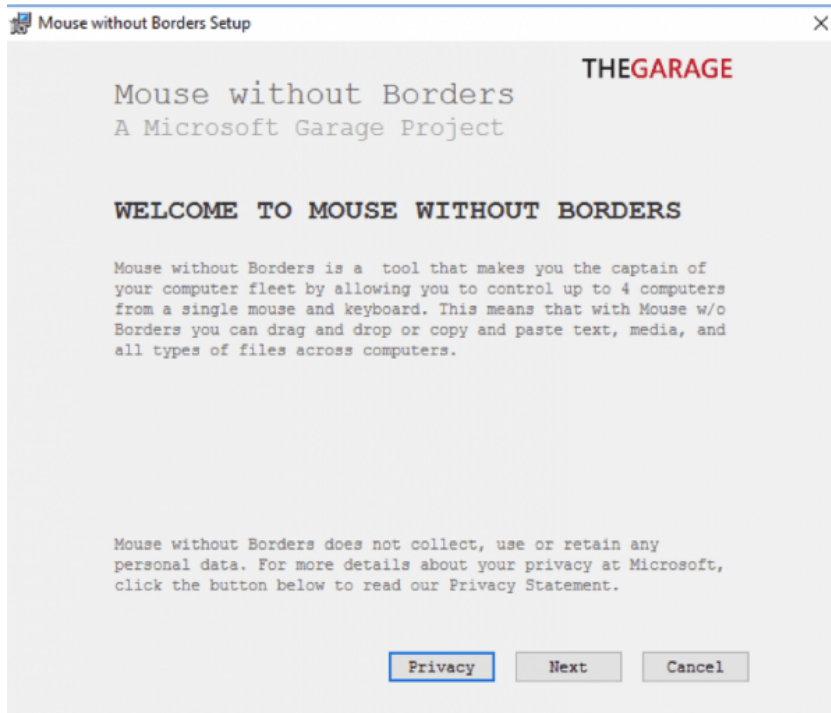 Mouse without Borders Setup
THEGARAGE
Mouse without Borders
A Microsoft Garage Project
WELCOME TO MOUSE WITHOUT BORDERS
Mouse without Borders is a  tool that makes you the captain of
your computer fleet by allowing you to control up to 4 computers
from a single mouse and keyboard. This means that with Mouse w/o
Borders you can drag and drop or copy and paste text, media, and
all types of files across computers.
Mouse without Borders does not collect, use or retain any
personal data. For more details about your privacy at Microsoft,
click the button below to read our Privacy Statement.
Privacy Next Cancel